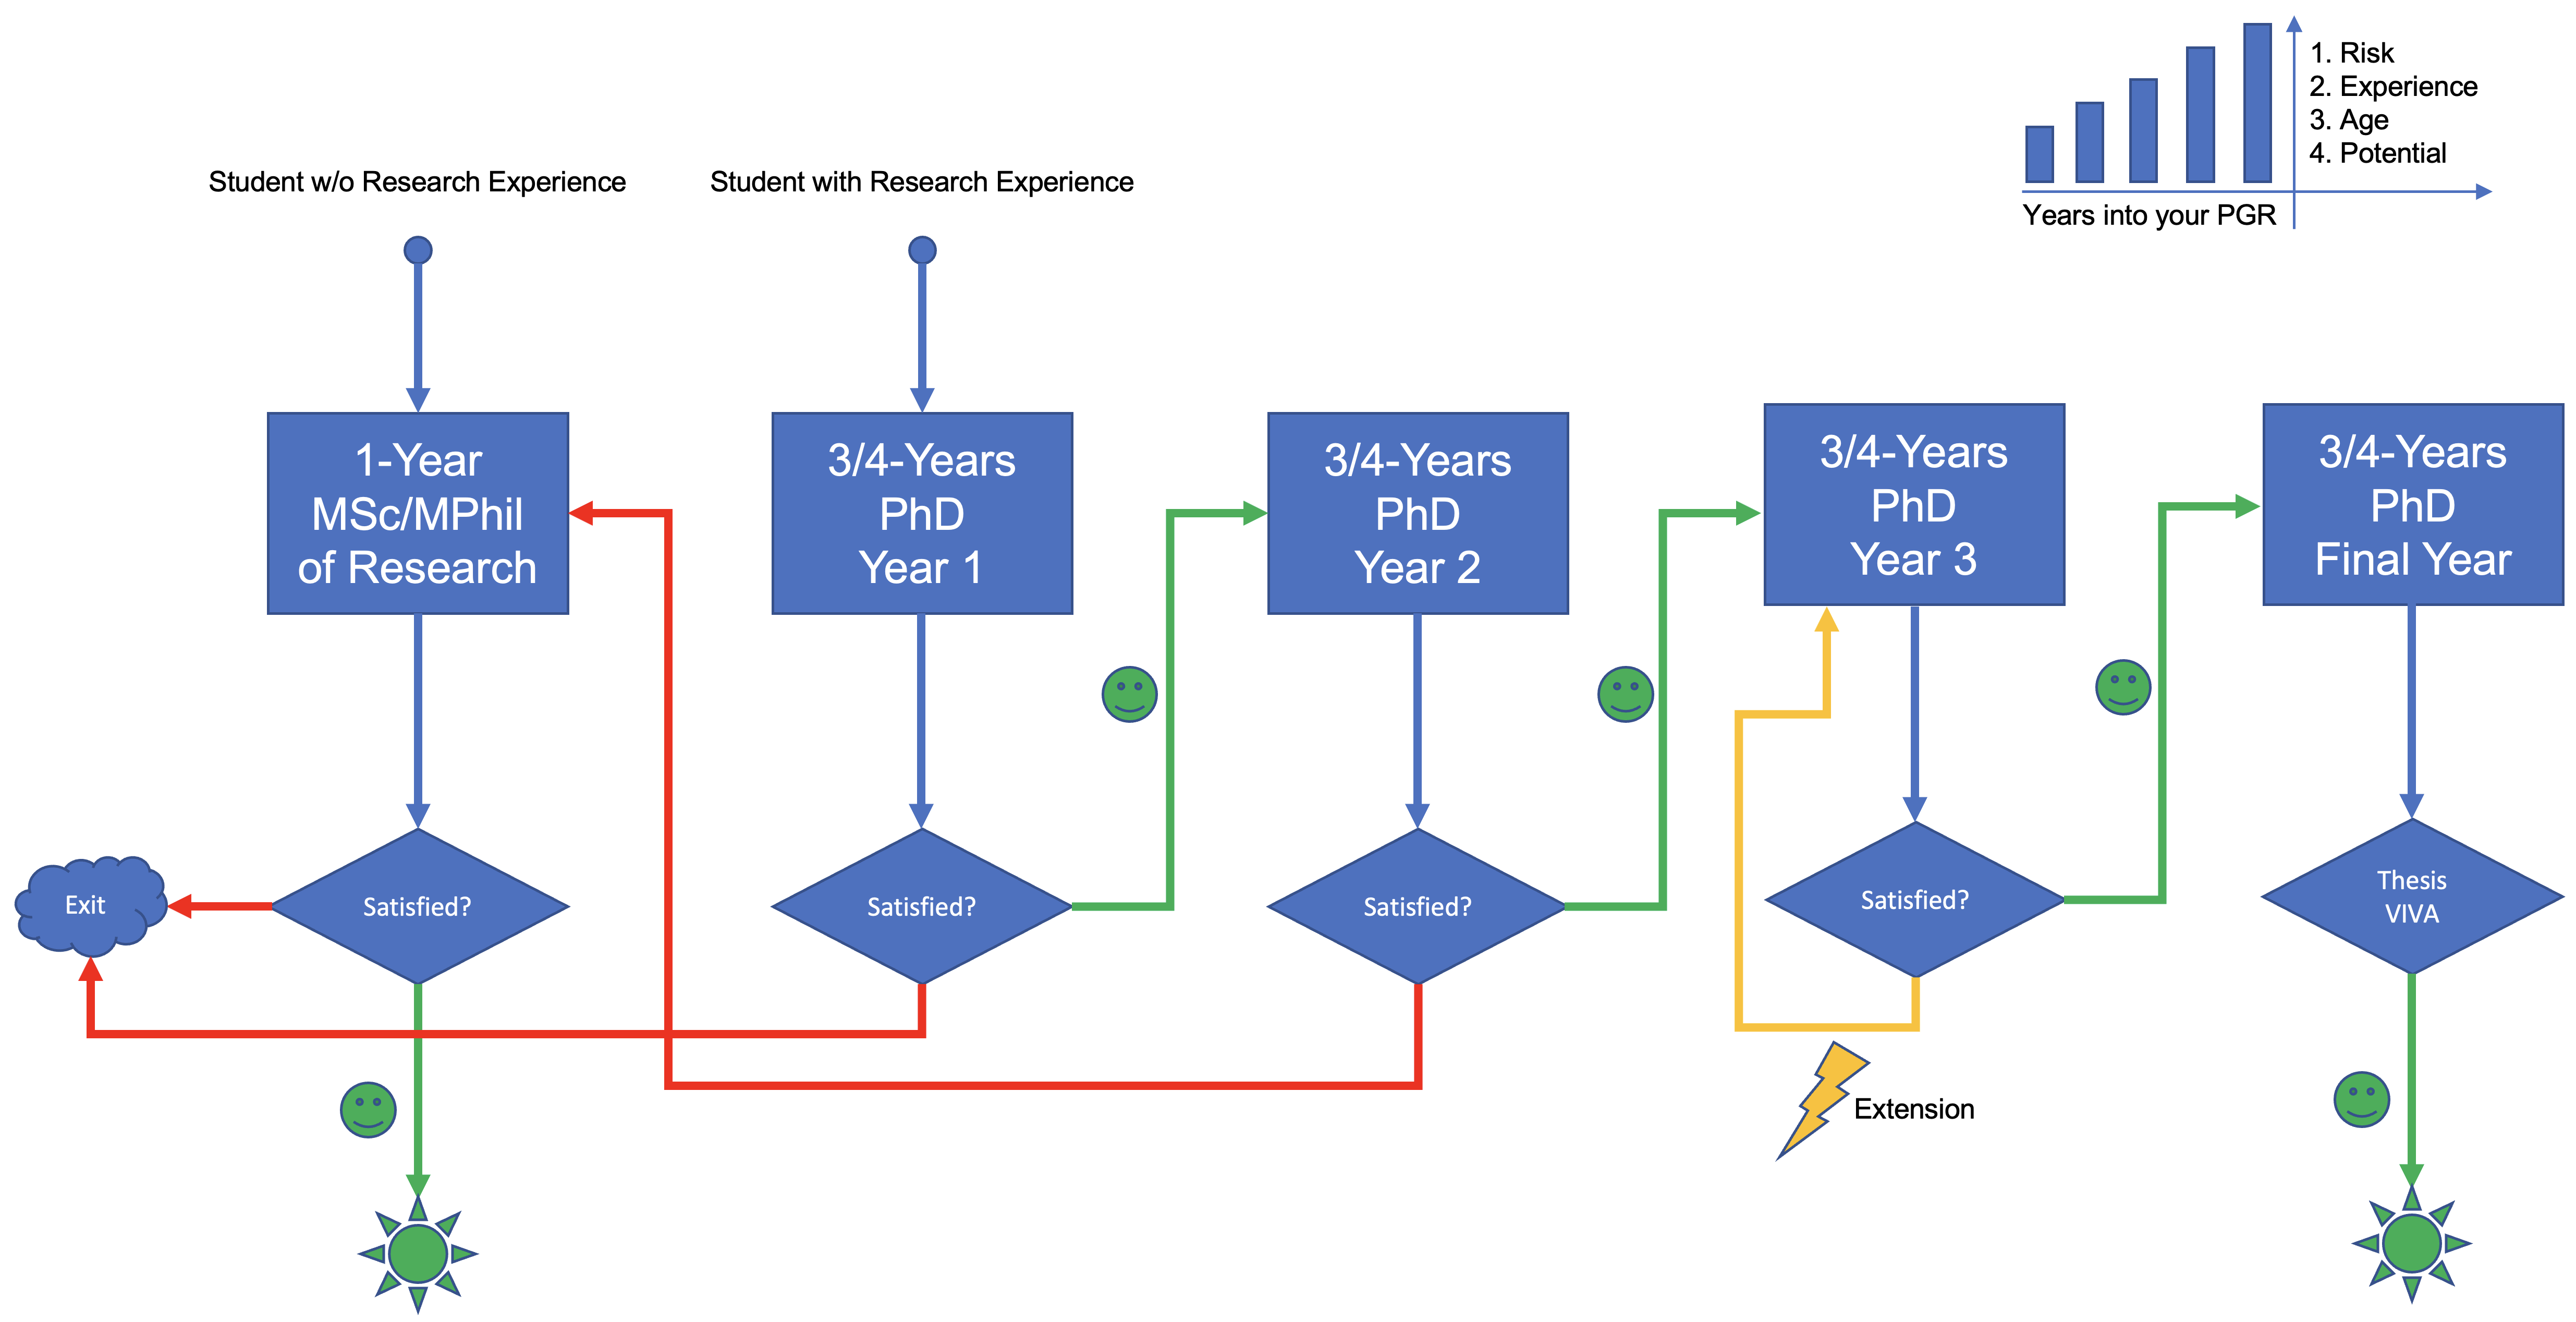 1. Risk
2. Experience
3. Age
4. Potential
Years into your PGR
Student w/o Research Experience
Student with Research Experience
1-Year
MSc/MPhil
of Research
3/4-Years
PhD
Year 1
3/4-Years
PhD
Year 2
3/4-Years
PhD
Year 3
3/4-Years
PhD
Final Year
Exit
Satisfied?
Satisfied?
Satisfied?
Satisfied?
Thesis
VIVA
Extension